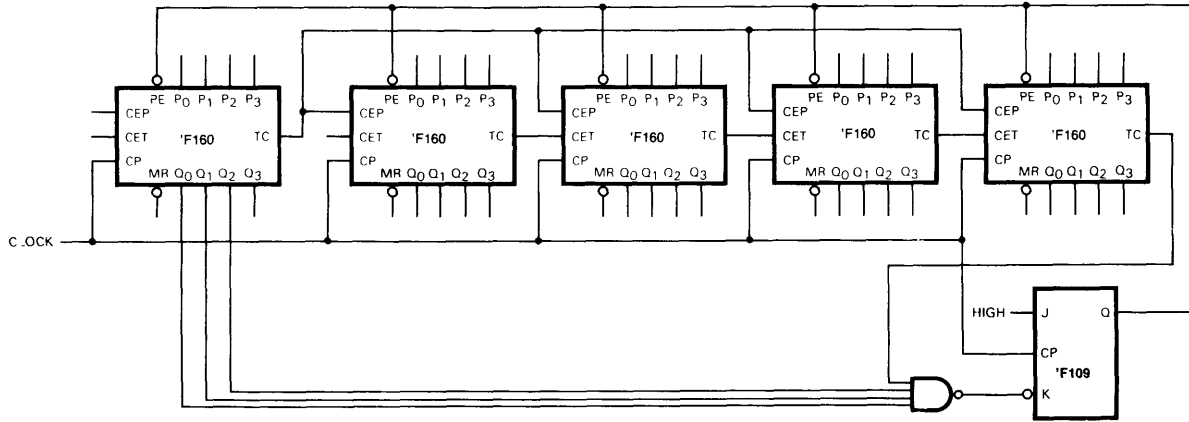 PE P0 P1 P2 P3 PE P0 P1 P2 P3 PE P0 P1 P2 P3 PE P0 P1 P2 P3 PE P0 P1 P2 P3
CEP CEP CEP CEP CEP
CET 'F160 TC CET 'F160 TC CET 'F160 TC CET 'F160 TC CET 'F160 TC
CP CP CP CP CP
MR Q0 Q1 Q2 Q3 MR Q0 Q1 Q2 Q3 MR Q0 Q1 Q2 Q3 MR Q0 Q1 Q2 Q3 MR Q0 Q1 Q2 Q3
CLOCK
HIGH J Q
CP
'F109
K